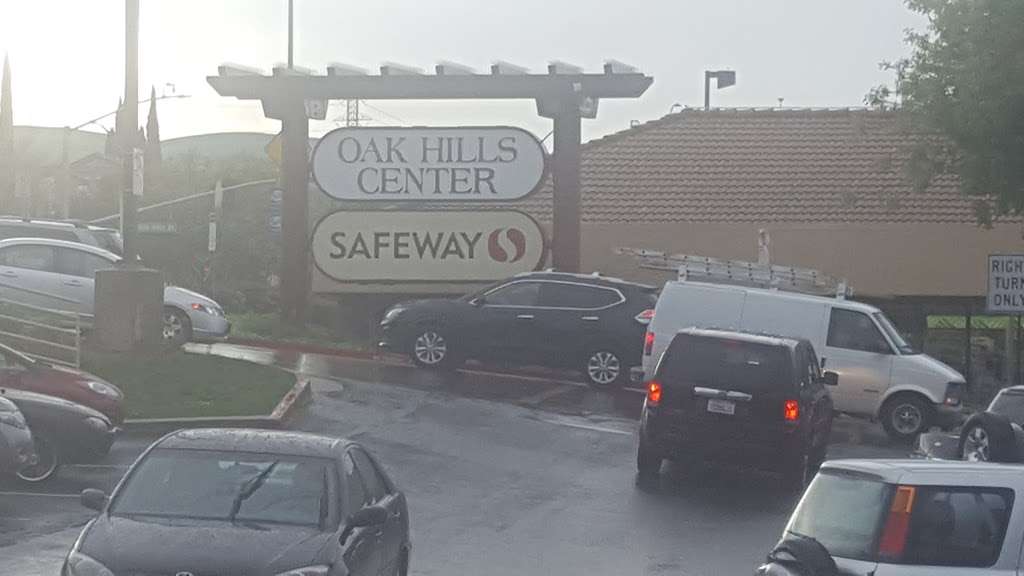 OAK HILLS
CENTER
SAFEWAY
RIGHT
TURN
ONLY